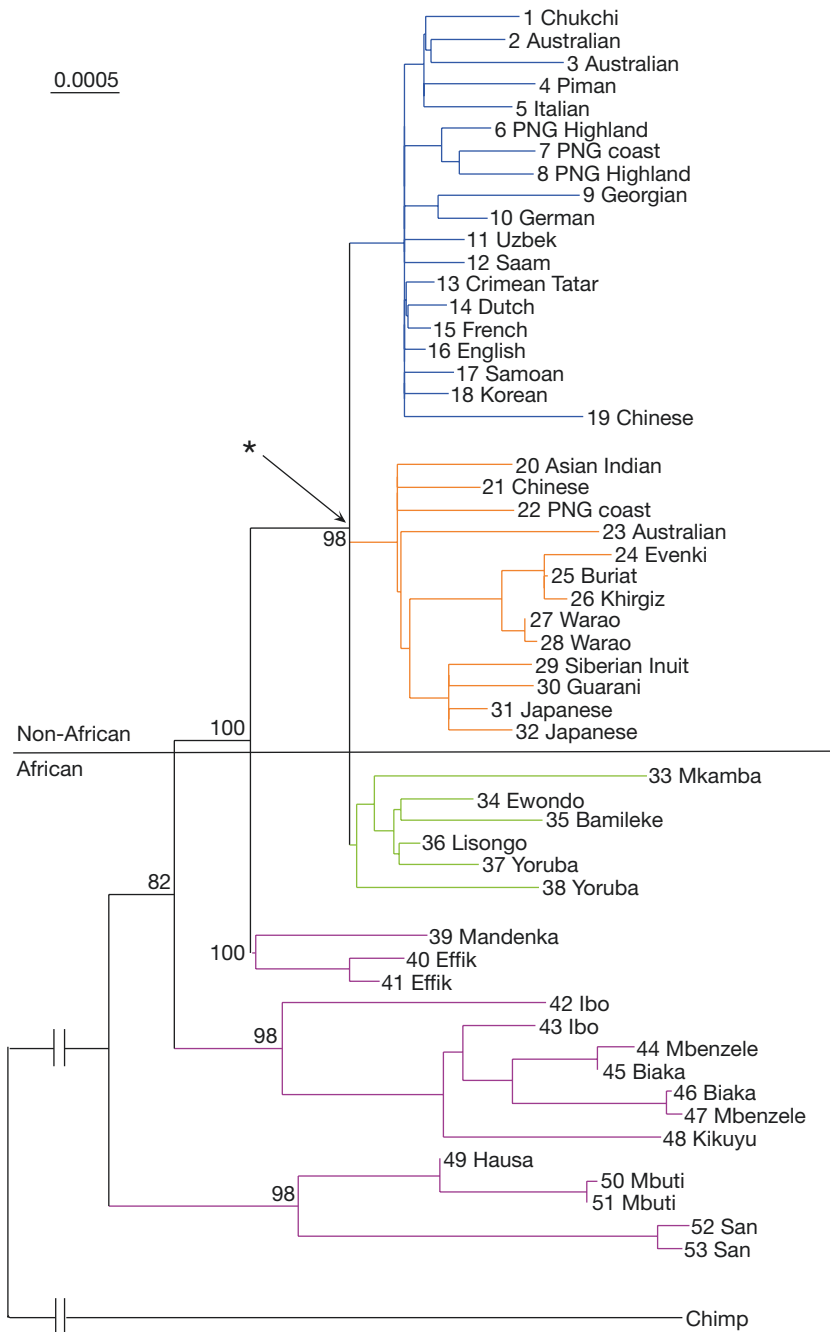 1 Chukchi
2 Australian
3 Australian
0.0005
4 Piman
5 Italian
6 PNG Highland
7 PNG coast
8 PNG Highland
9 Georgian
10 German
11 Uzbek
12 Saam
13 Crimean Tatar
14 Dutch
15 French
16 English
17 Samoan
18 Korean
19 Chinese
*
20 Asian Indian
21 Chinese
22 PNG coast
23 Australian
98
24 Evenki
25 Buriat
26 Khirgiz
27 Warao
28 Warao
29 Siberian Inuit
30 Guarani
31 Japanese
32 Japanese
100
Non-African
African
33 Mkamba
34 Ewondo
35 Bamileke
36 Lisongo
37 Yoruba
38 Yoruba
82
39 Mandenka
100
40 Effik
41 Effik
42 Ibo
43 Ibo
98
44 Mbenzele
45 Biaka
46 Biaka
47 Mbenzele
48 Kikuyu
49 Hausa
50 Mbuti
98
51 Mbuti
52 San
53 San
Chimp